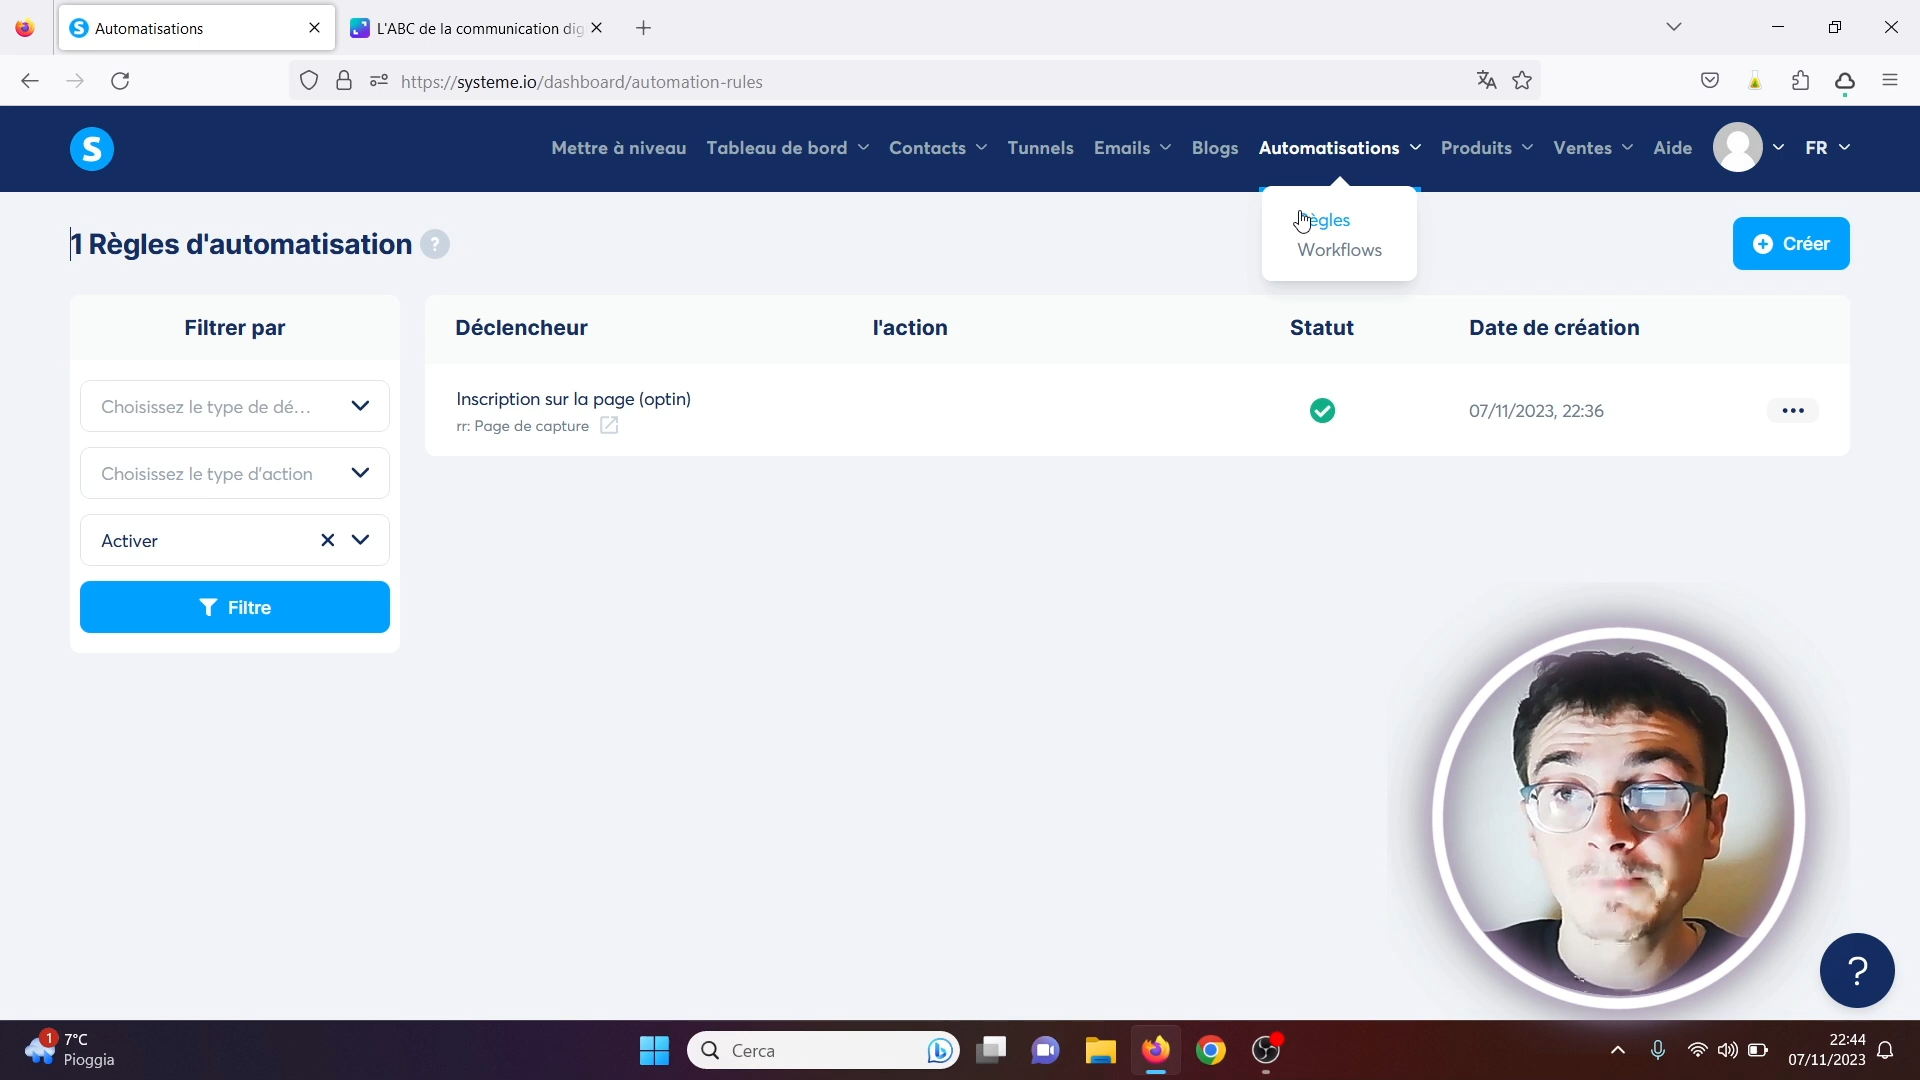 Automatisations
L'ABC de la communication dig
https://systeme.io/dashboard/automation-rules
S
Mettre à niveau
Tableau de bord
Contacts
Tunnels
Emails
Blogs
Automatisations
Produits
Ventes
Aide
FR
Règles
Workflows
1 Règles d'automatisation ?
Créer
Filtrer par
Choisissez le type de dé...
Choisissez le type d'action
Activer
Filtre
Déclencheur
l'action
Statut
Date de création
Inscription sur la page (optin)
rr: Page de capture
07/11/2023, 22:36
?
1
7°C
Pioggia
Cerca
22:44
07/11/2023